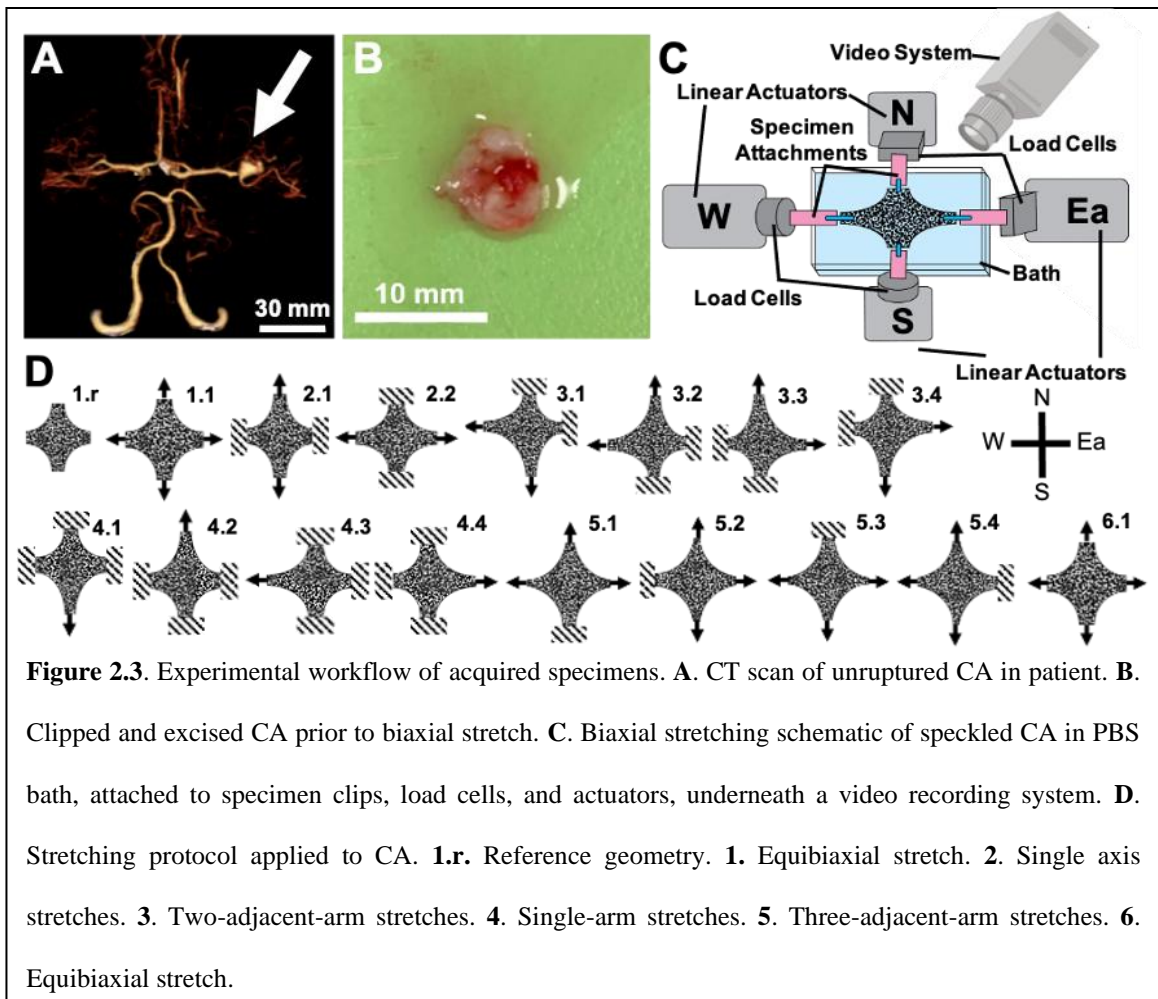 A
B
C
Video System
Linear Actuators
N
Specimen
Attachments
Load Cells
W
Ea
Bath
30 mm
10 mm
Load Cells
S
Linear Actuators
D
1.r
1.1
2.1
2.2
3.1
3.2
3.3
3.4
N
W
Ea
S
4.1
4.2
4.3
4.4
5.1
5.2
5.3
5.4
6.1
Figure 2.3. Experimental workflow of acquired specimens. A. CT scan of unruptured CA in patient. B.
Clipped and excised CA prior to biaxial stretch. C. Biaxial stretching schematic of speckled CA in PBS
bath, attached to specimen clips, load cells, and actuators, underneath a video recording system. D.
Stretching protocol applied to CA. 1.r. Reference geometry. 1. Equibiaxial stretch. 2. Single axis
stretches. 3. Two-adjacent-arm stretches. 4. Single-arm stretches. 5. Three-adjacent-arm stretches. 6.
Equibiaxial stretch.